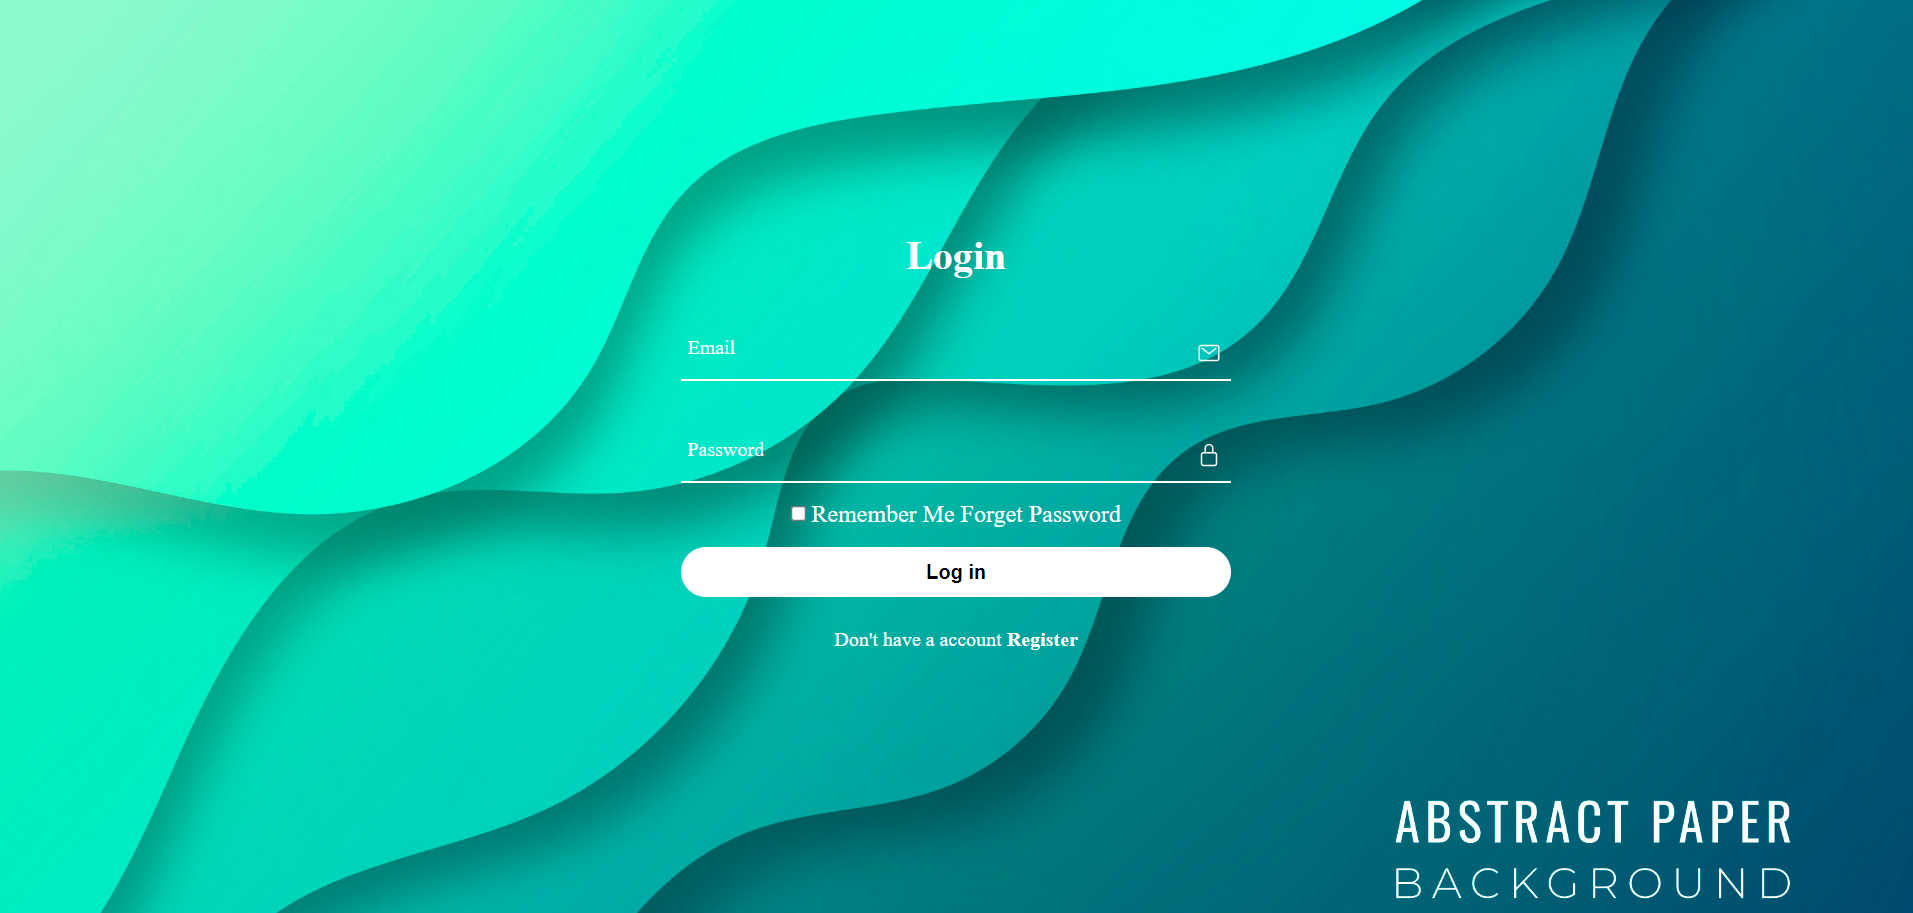 Login
Email
Password
Remember Me Forget Password
Log in
Don't have a account Register
ABSTRACT PAPER
BACKGROUND